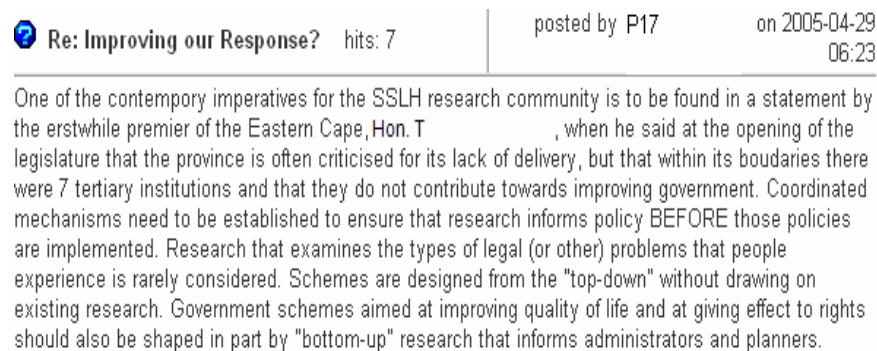 Re: Improving our Response? hits: 7 posted by P17 on 2005-04-29 06:23
One of the contempory imperatives for the SSLH research community is to be found in a statement by
the erstwhile premier of the Eastern Cape, Hon. T , when he said at the opening of the
legislature that the province is often criticised for its lack of delivery, but that within its boudaries there
were 7 tertiary institutions and that they do not contribute towards improving government. Coordinated
mechanisms need to be established to ensure that research informs policy BEFORE those policies
are implemented. Research that examines the types of legal (or other) problems that people
experience is rarely considered. Schemes are designed from the "top-down" without drawing on
existing research. Government schemes aimed at improving quality of life and at giving effect to rights
should also be shaped in part by "bottom-up" research that informs administrators and planners.